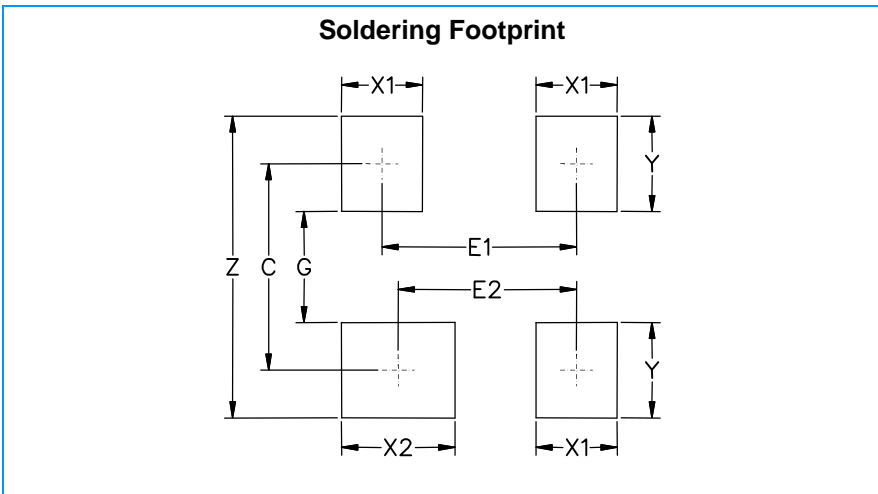 Soldering Footprint
X1 X1
Y
E1
Z C G
E2
Y
X2 X1